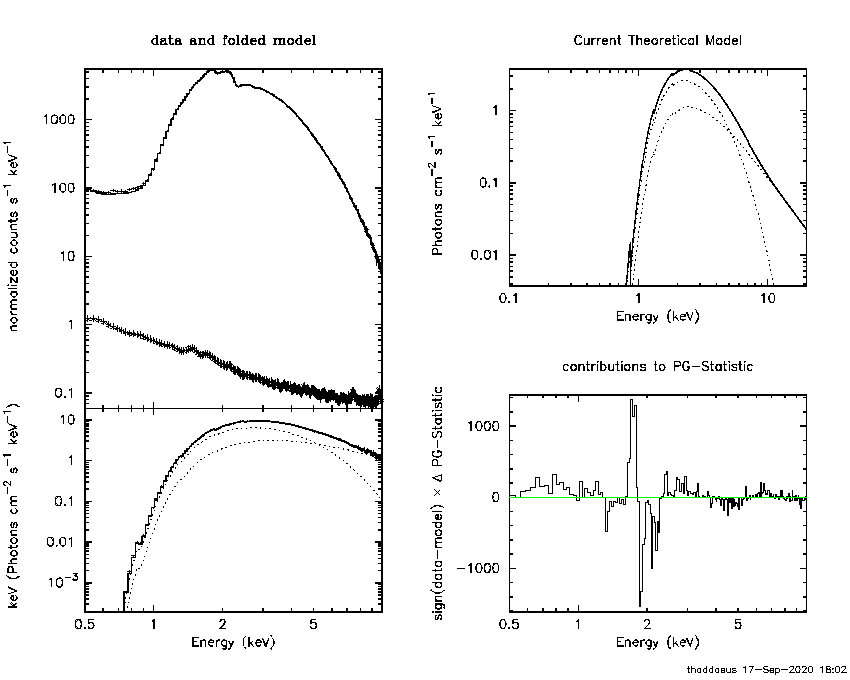 data and folded model
normalized counts s⁻¹ keV⁻¹
1000
100
10
1
0.1
keV (Photons cm⁻² s⁻¹ keV⁻¹)
10
1
0.1
0.01
10⁻³
0.5 1 2 5
Energy (keV)
Current Theoretical Model
Photons cm⁻² s⁻¹ keV⁻¹
1
0.1
0.01
0.1 1 10
Energy (keV)
contributions to PG-Statistic
sign(data-model) × Δ PG-Statistic
1000
0
-1000
0.5 1 2 5
Energy (keV)
thaddaeus 17-Sep-2020 18:02